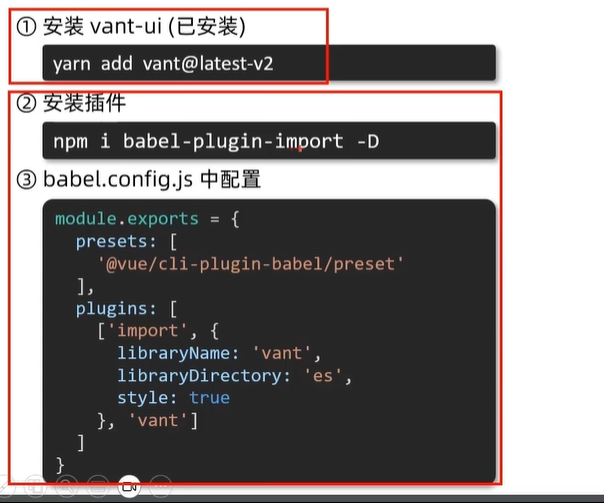 ① 安装 vant-ui (已安装)
yarn add vant@latest-v2
② 安装插件
npm i babel-plugin-import -D
③ babel.config.js 中配置
module.exports = {
  presets: [
    '@vue/cli-plugin-babel/preset'
  ],
  plugins: [
    ['import', {
      libraryName: 'vant',
      libraryDirectory: 'es',
      style: true
    }, 'vant']
  ]
}